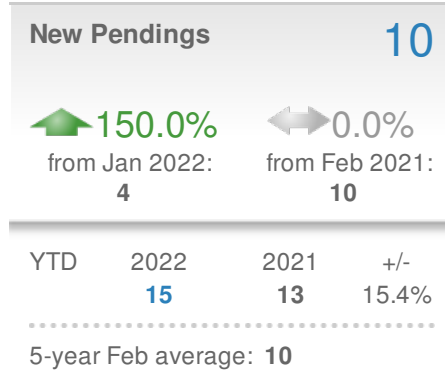 New Pendings 10
150.0% 0.0%
from Jan 2022: from Feb 2021:
4 10
YTD 2022 2021 +/-
15 13 15.4%
5-year Feb average: 10